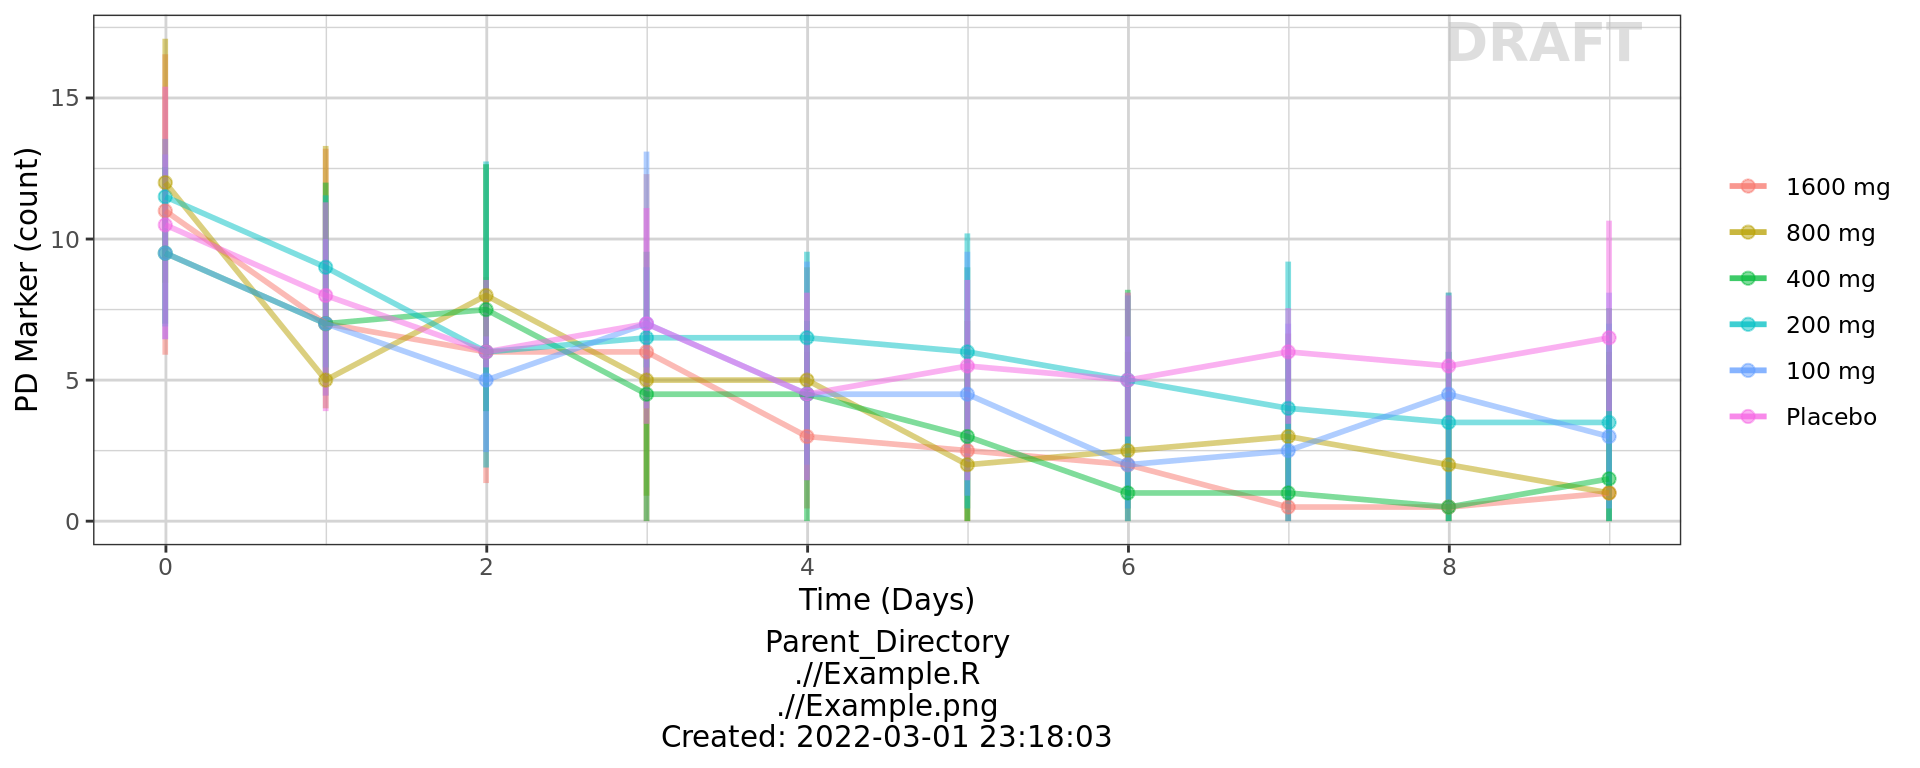 DRAFT
PD Marker (count)
15
10
5
0
0 2 4 6 8
Time (Days)
1600 mg
800 mg
400 mg
200 mg
100 mg
Placebo
Parent_Directory
.//Example.R
.//Example.png
Created: 2022-03-01 23:18:03